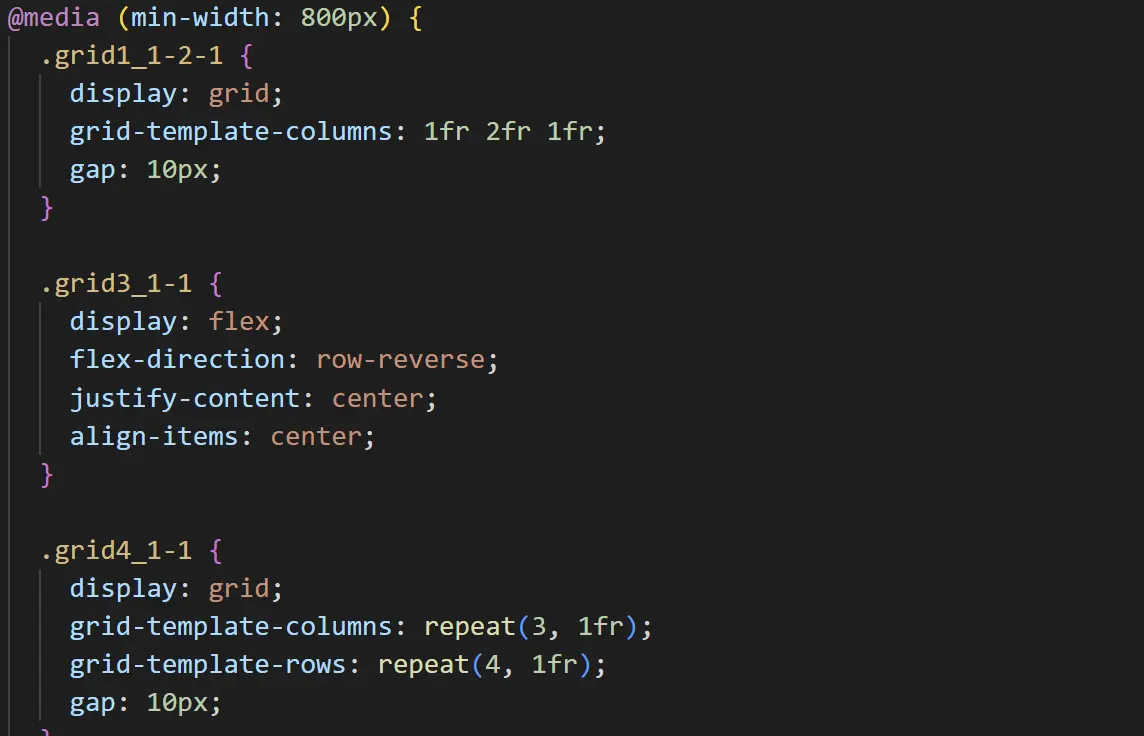 @media (min-width: 800px) {
  .grid1_1-2-1 {
    display: grid;
    grid-template-columns: 1fr 2fr 1fr;
    gap: 10px;
  }

  .grid3_1-1 {
    display: flex;
    flex-direction: row-reverse;
    justify-content: center;
    align-items: center;
  }

  .grid4_1-1 {
    display: grid;
    grid-template-columns: repeat(3, 1fr);
    grid-template-rows: repeat(4, 1fr);
    gap: 10px;
  }